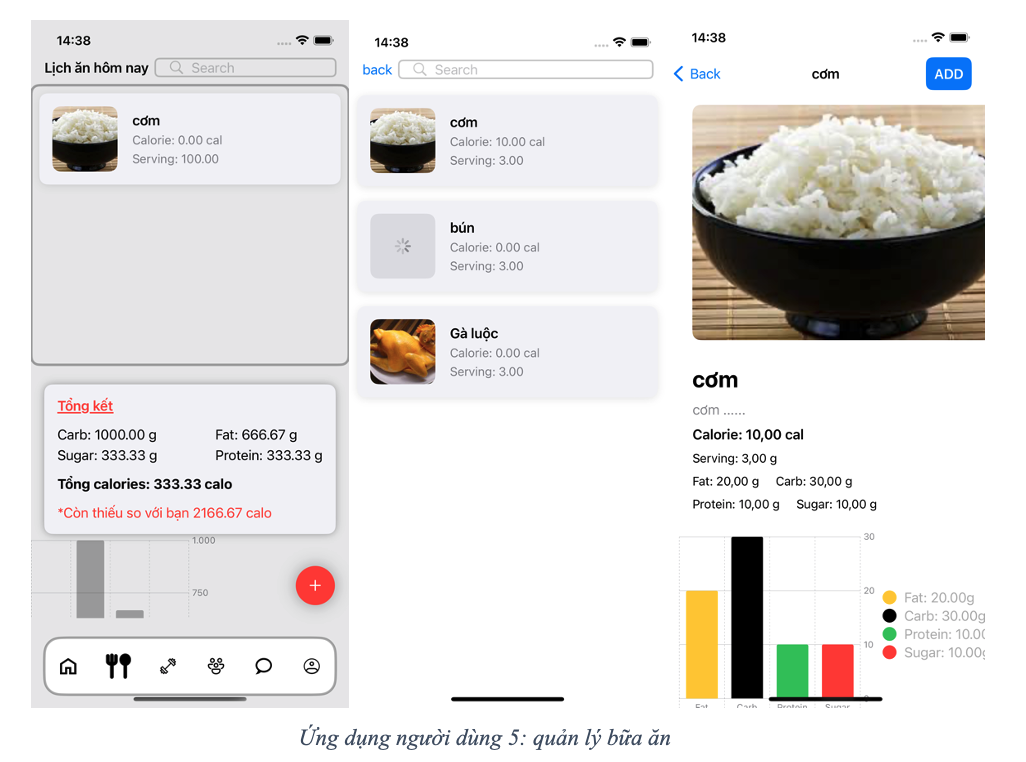 14:38
Lịch ăn hôm nay
Search
cơm
Calorie: 0.00 cal
Serving: 100.00
Tổng kết
Carb: 1000.00 g
Fat: 666.67 g
Sugar: 333.33 g
Protein: 333.33 g
Tổng calories: 333.33 calo
*Còn thiếu so với bạn 2166.67 calo
1.000
750
+
14:38
back
Search
cơm
Calorie: 10.00 cal
Serving: 3.00
bún
Calorie: 0.00 cal
Serving: 3.00
Gà luộc
Calorie: 0.00 cal
Serving: 3.00
14:38
Back
cơm
ADD
cơm
cơm ......
Calorie: 10,00 cal
Serving: 3,00 g
Fat: 20,00 g Carb: 30,00 g
Protein: 10,00 g Sugar: 10,00 g
30
20
10
Fat: 20.00g
Carb: 30.00g
Protein: 10.00
Sugar: 10.00g
Fat Carb Protein Sugar
Ứng dụng người dùng 5: quản lý bữa ăn